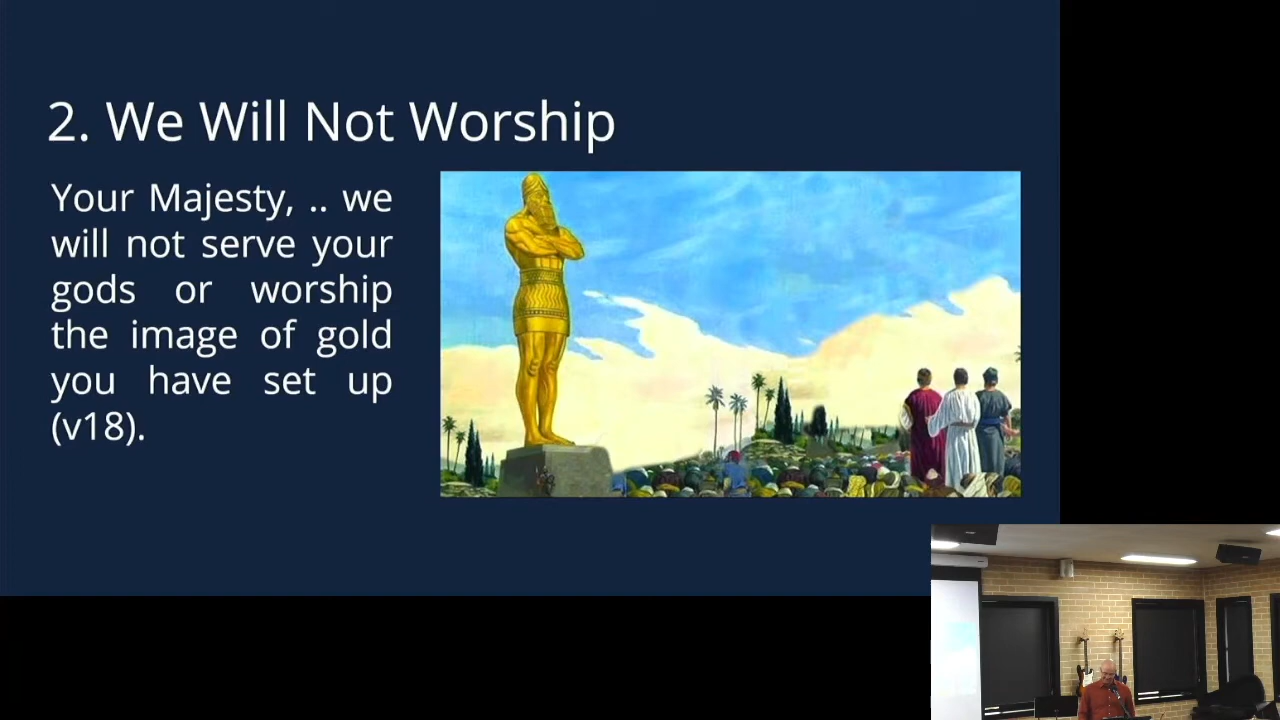 2. We Will Not Worship
Your Majesty, .. we
will not serve your
gods or worship
the image of gold
you have set up
(v18).